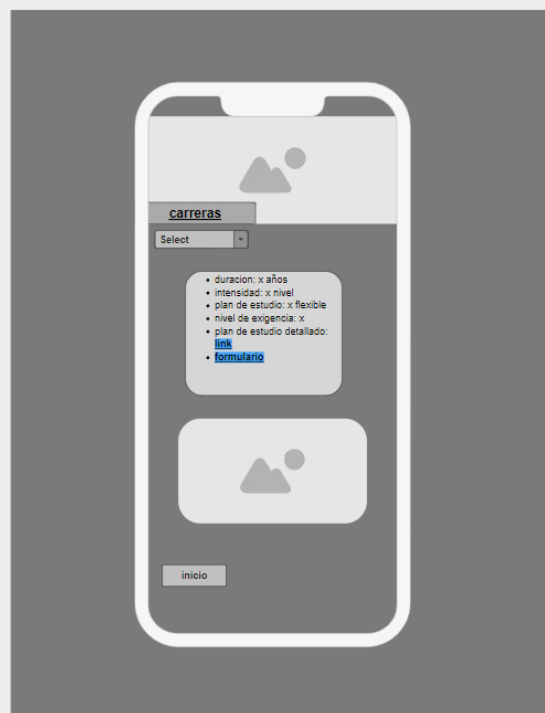 carreras
Select
• duracion: x años
• intensidad: x nivel
• plan de estudio: x flexible
• nivel de exigencia: x
• plan de estudio detallado:
link
• formulario
inicio